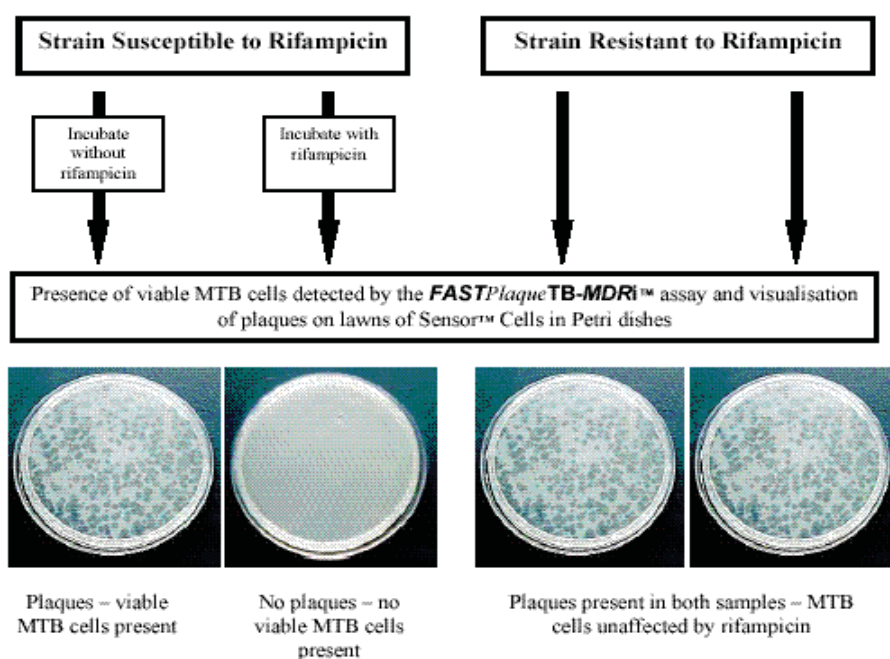 Strain Susceptible to Rifampicin
Strain Resistant to Rifampicin
Incubate
without
rifampicin
Incubate with
rifampicin
Presence of viable MTB cells detected by the FASTPlaqueTB-MDRi™ assay and visualisation
of plaques on lawns of Sensor™ Cells in Petri dishes
Plaques – viable
MTB cells present
No plaques – no
viable MTB cells
present
Plaques present in both samples – MTB
cells unaffected by rifampicin